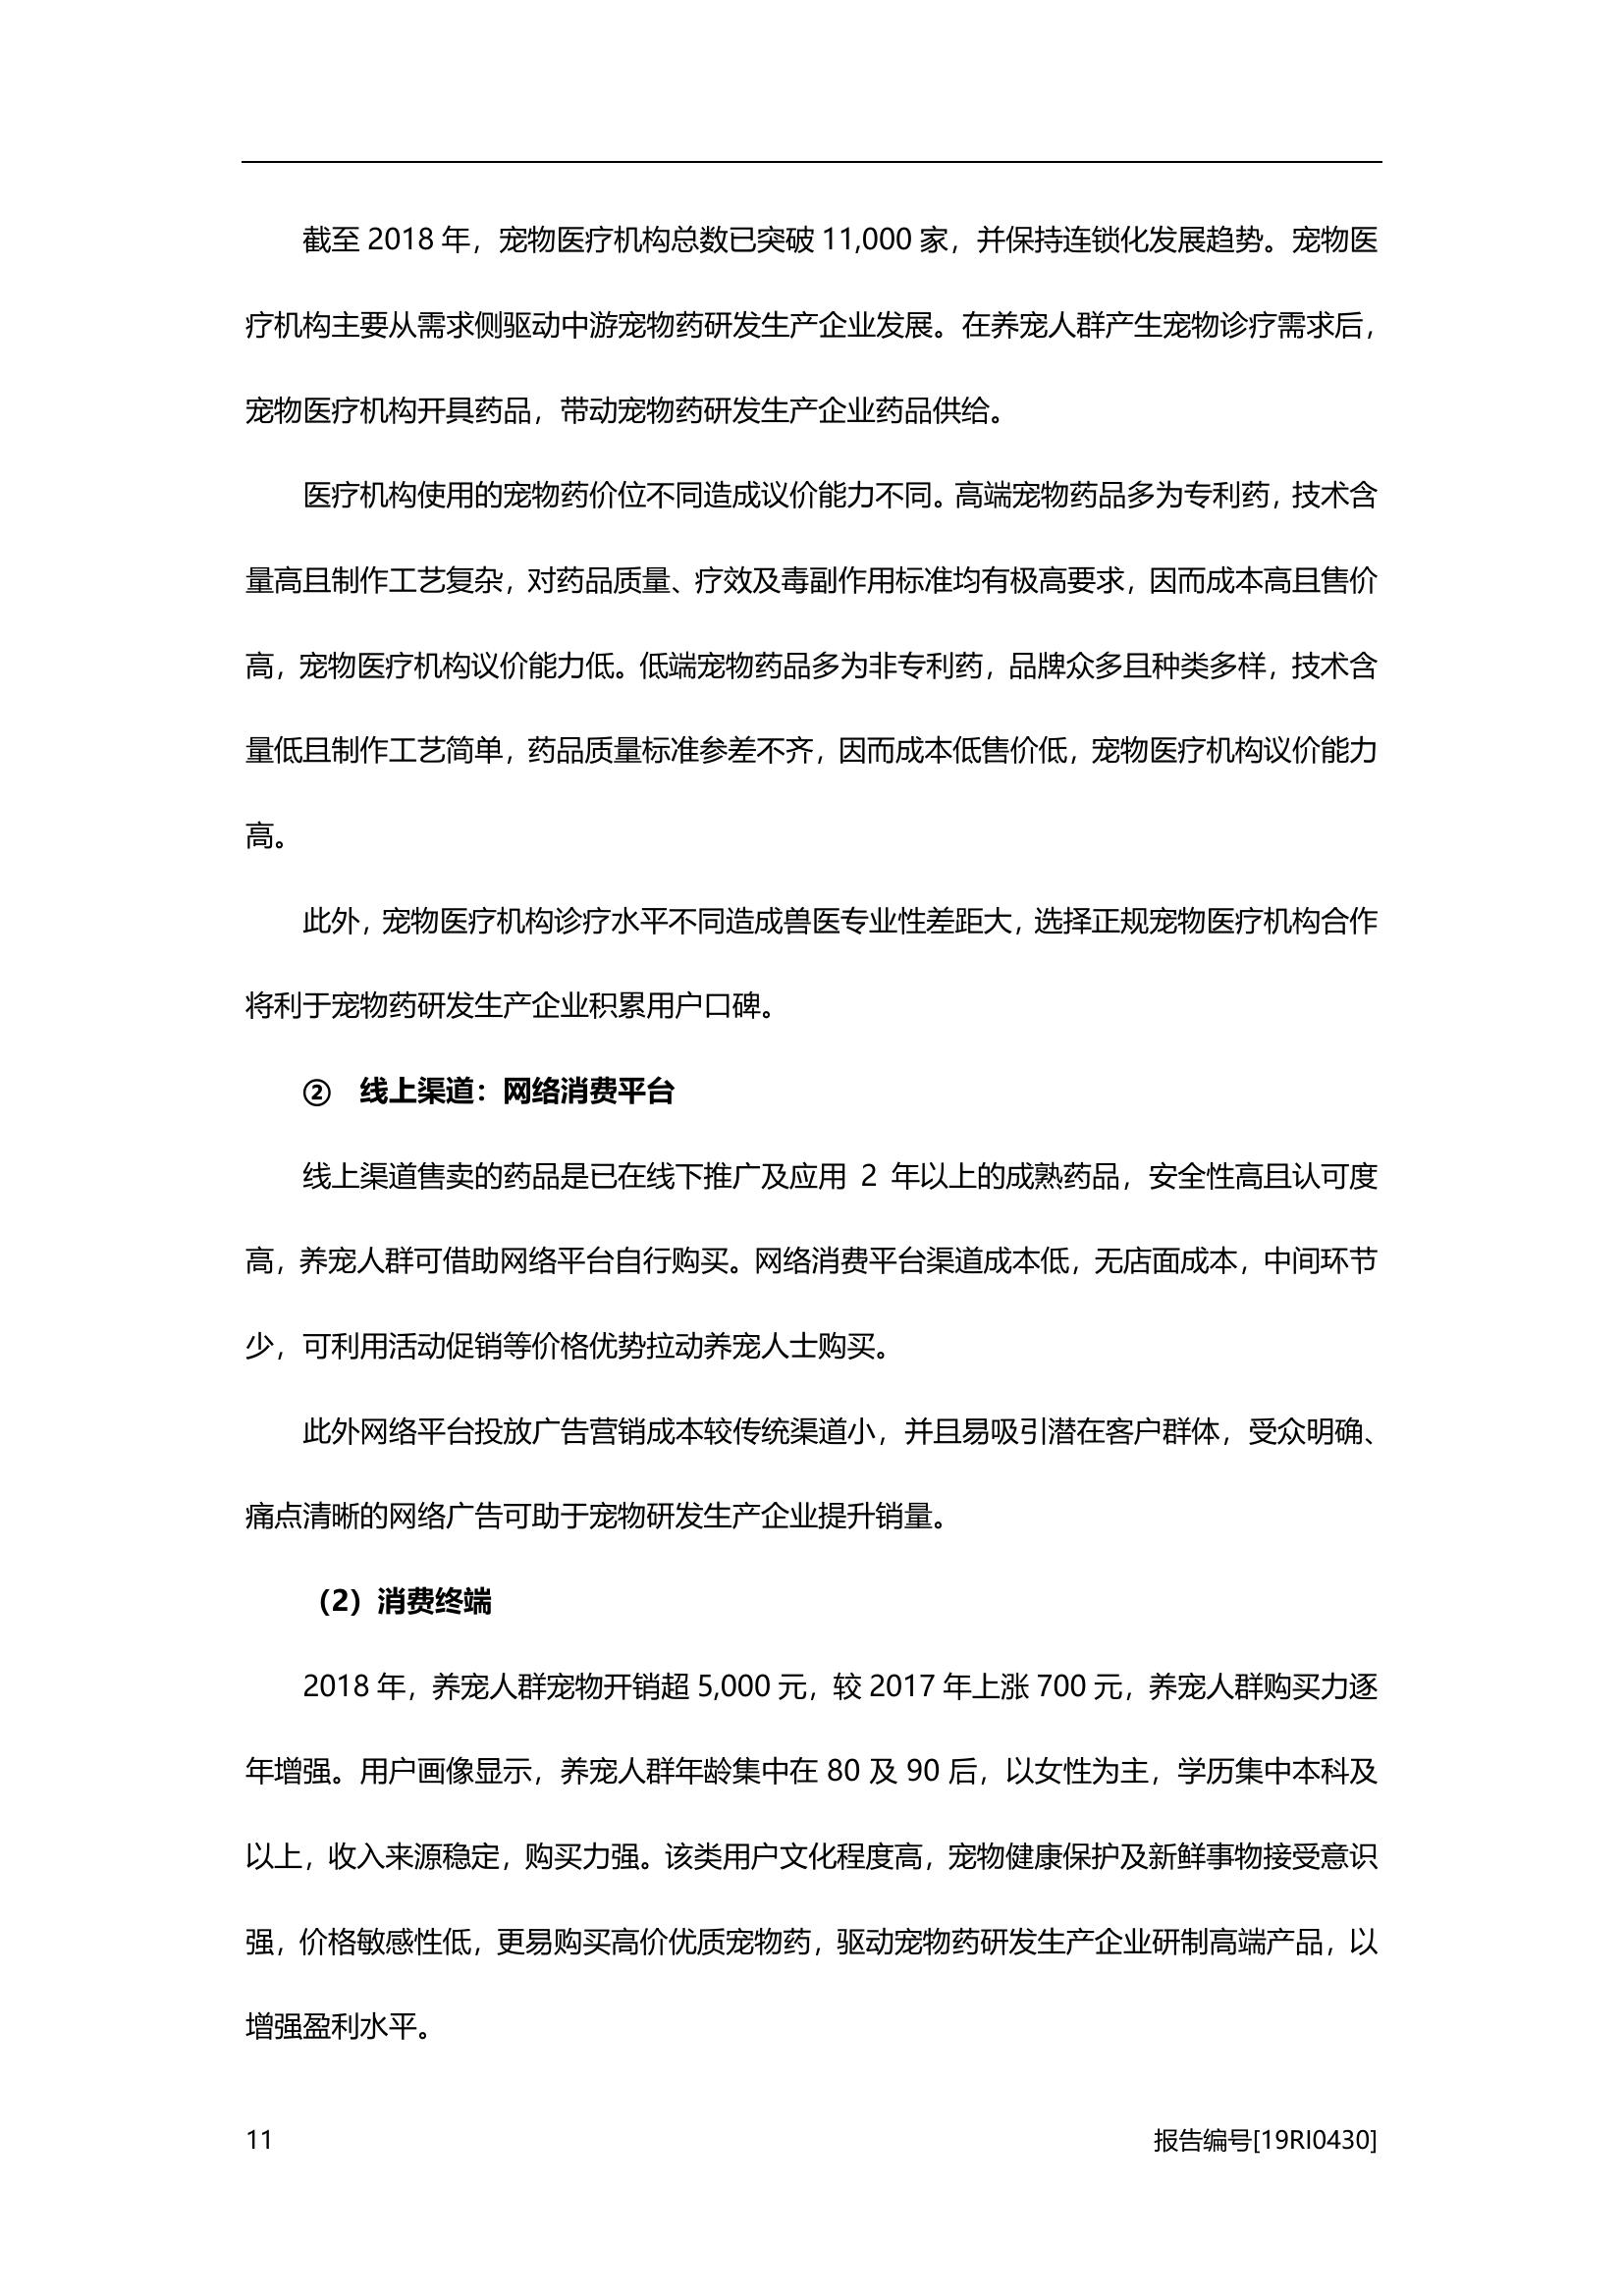 截至 2018 年，宠物医疗机构总数已突破 11,000 家，并保持连锁化发展趋势。宠物医
疗机构主要从需求侧驱动中游宠物药研发生产企业发展。在养宠人群产生宠物诊疗需求后，
宠物医疗机构开具药品，带动宠物药研发生产企业药品供给。
医疗机构使用的宠物药价位不同造成议价能力不同。高端宠物药品多为专利药，技术含
量高且制作工艺复杂，对药品质量、疗效及毒副作用标准均有极高要求，因而成本高且售价
高，宠物医疗机构议价能力低。低端宠物药品多为非专利药，品牌众多且种类多样，技术含
量低且制作工艺简单，药品质量标准参差不齐，因而成本低售价低，宠物医疗机构议价能力
高。
此外，宠物医疗机构诊疗水平不同造成兽医专业性差距大，选择正规宠物医疗机构合作
将利于宠物药研发生产企业积累用户口碑。
② 线上渠道：网络消费平台
线上渠道售卖的药品是已在线下推广及应用 2 年以上的成熟药品，安全性高且认可度
高，养宠人群可借助网络平台自行购买。网络消费平台渠道成本低，无店面成本，中间环节
少，可利用活动促销等价格优势拉动养宠人士购买。
此外网络平台投放广告营销成本较传统渠道小，并且易吸引潜在客户群体，受众明确、
痛点清晰的网络广告可助于宠物研发生产企业提升销量。
（2）消费终端
2018 年，养宠人群宠物开销超 5,000 元，较 2017 年上涨 700 元，养宠人群购买力逐
年增强。用户画像显示，养宠人群年龄集中在 80 及 90 后，以女性为主，学历集中本科及
以上，收入来源稳定，购买力强。该类用户文化程度高，宠物健康保护及新鲜事物接受意识
强，价格敏感性低，更易购买高价优质宠物药，驱动宠物药研发生产企业研制高端产品，以
增强盈利水平。
11 报告编号[19RI0430]